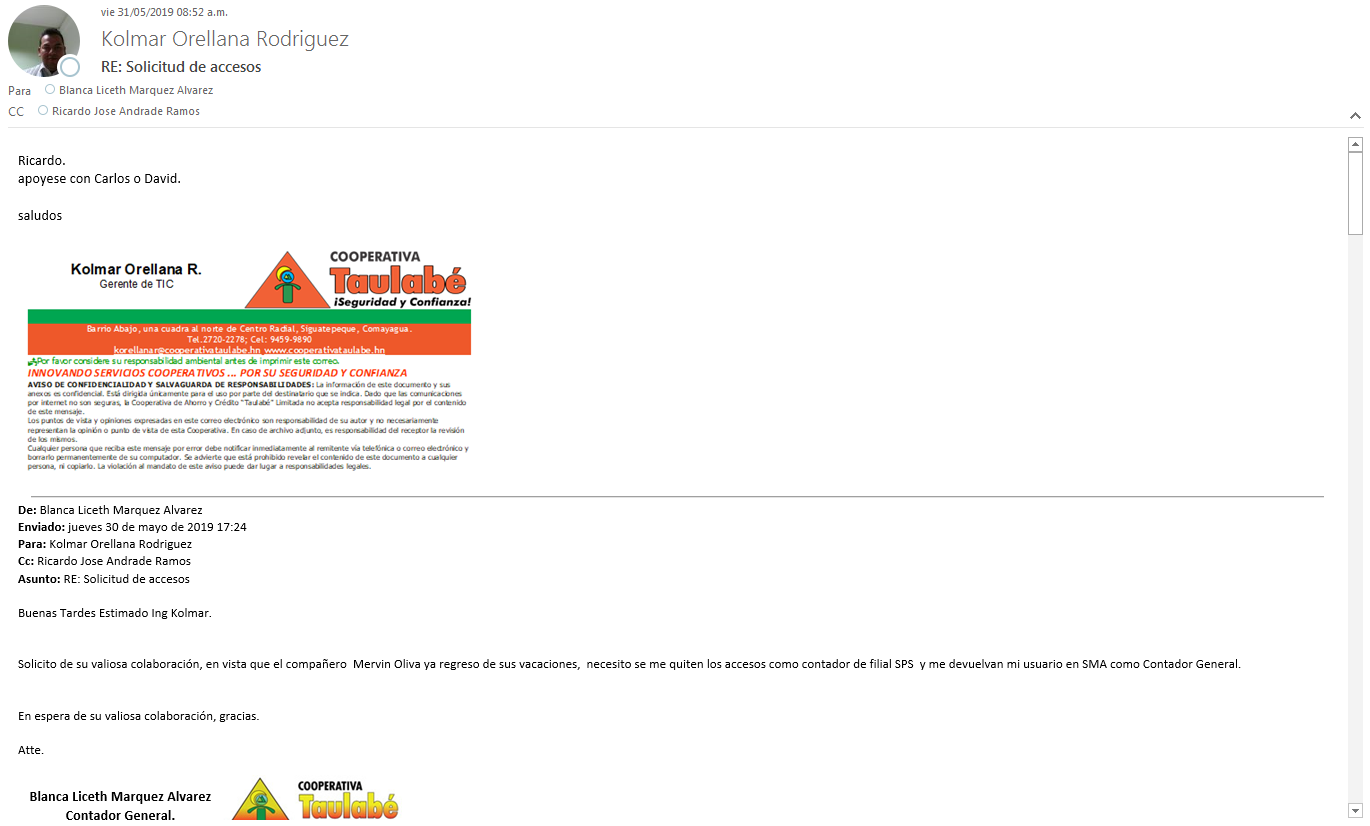 vie 31/05/2019 08:52 a.m.
Kolmar Orellana Rodriguez
RE: Solicitud de accesos
Para Blanca Liceth Marquez Alvarez
CC Ricardo Jose Andrade Ramos
Ricardo.
apoyese con Carlos o David.
saludos
Kolmar Orellana R.
Gerente de TIC
COOPERATIVA
Taulabé
¡Seguridad y Confianza!
Barrio Abajo, una cuadra al norte de Centro Radial, Siguatepeque, Comayagua.
Tel.2720-2278; Cel: 9459-9890
korellanar@cooperativataulabe.hn www.cooperativataulabe.hn
Por favor considere su responsabilidad ambiental antes de imprimir este correo.
INNOVANDO SERVICIOS COOPERATIVOS ... POR SU SEGURIDAD Y CONFIANZA
AVISO DE CONFIDENCIALIDAD Y SALVAGUARDA DE RESPONSABILIDADES: La información de este documento y sus
anexos es confidencial. Está dirigida únicamente para el uso por parte del destinatario que se indica. Dado que las comunicaciones
por internet no son seguras, la Cooperativa de Ahorro y Crédito "Taulabé" Limitada no acepta responsabilidad legal por el contenido
de este mensaje.
Los puntos de vista y opiniones expresadas en este correo electrónico son responsabilidad de su autor y no necesariamente
representan la opinión o punto de vista de esta Cooperativa. En caso de archivo adjunto, es responsabilidad del receptor la revisión
de los mismos.
Cualquier persona que reciba este mensaje por error debe notificar inmediatamente al remitente vía telefónica o correo electrónico y
borrarlo permanentemente de su computador. Se advierte que está prohibido revelar el contenido de este documento a cualquier
persona, ni copiarlo. La violación al mandato de este aviso puede dar lugar a responsabilidades legales.
De: Blanca Liceth Marquez Alvarez
Enviado: jueves 30 de mayo de 2019 17:24
Para: Kolmar Orellana Rodriguez
Cc: Ricardo Jose Andrade Ramos
Asunto: RE: Solicitud de accesos
Buenas Tardes Estimado Ing Kolmar.
Solicito de su valiosa colaboración, en vista que el compañero Mervin Oliva ya regreso de sus vacaciones, necesito se me quiten los accesos como contador de filial SPS y me devuelvan mi usuario en SMA como Contador General.
En espera de su valiosa colaboración, gracias.
Atte.
Blanca Liceth Marquez Alvarez
Contador General.
COOPERATIVA
Taulabé